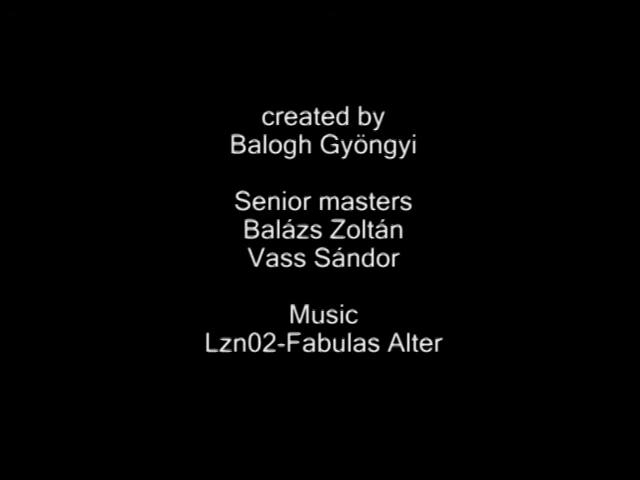 created by
Balogh Gyöngyi
Senior masters
Balázs Zoltán
Vass Sándor
Music
Lzn02-Fabulas Alter